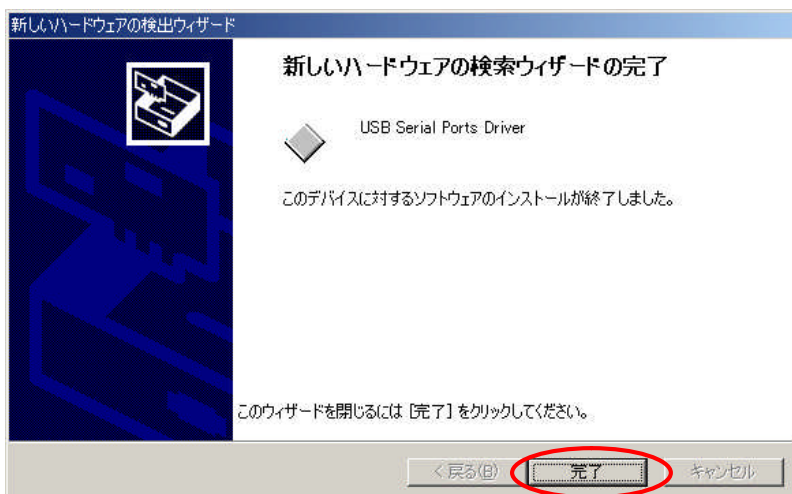 新しいハードウェアの検出ウィザード
新しいハードウェアの検索ウィザードの完了
USB Serial Ports Driver
このデバイスに対するソフトウェアのインストールが終了しました。
このウィザードを閉じるには [完了] をクリックしてください。
< 戻る(B)
完了
キャンセル